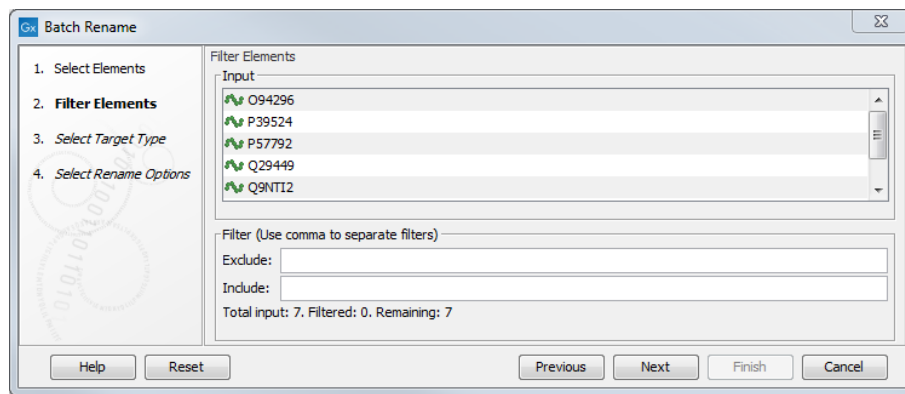 Gx Batch Rename
1. Select Elements
2. Filter Elements
3. Select Target Type
4. Select Rename Options
Filter Elements
Input
O94296
P39524
P57792
Q29449
Q9NTI2
Filter (Use comma to separate filters)
Exclude:
Include:
Total input: 7. Filtered: 0. Remaining: 7
Help Reset Previous Next Finish Cancel